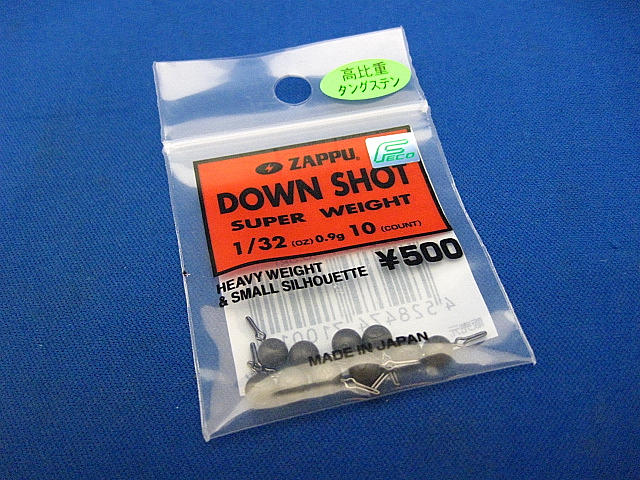 高比重
タングステン
ZAPPU®
FECO
DOWN SHOT
SUPER WEIGHT
1/32 (OZ) 0.9g 10 (COUNT)
HEAVY WEIGHT
& SMALL SILHOUETTE
¥500
MADE IN JAPAN